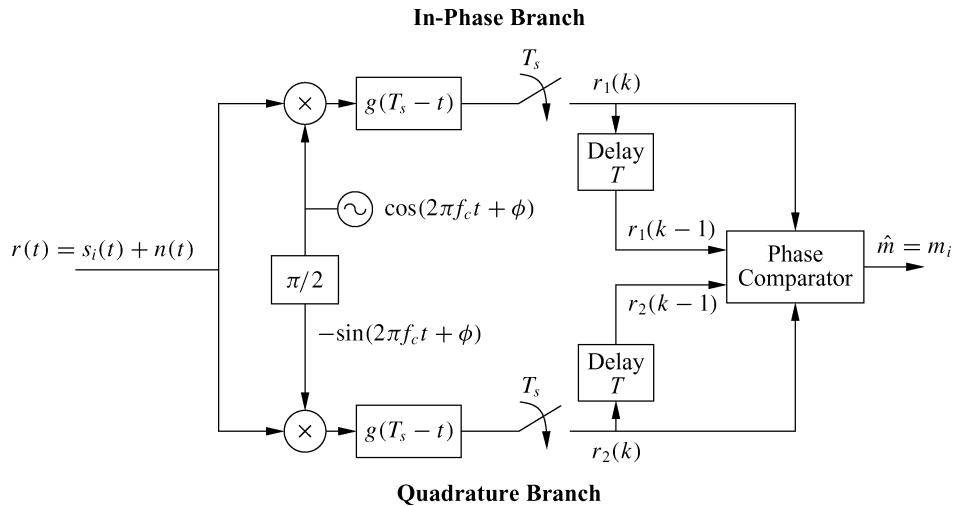 In-Phase Branch
T_s
r_1(k)
×
g(T_s − t)
Delay
T
cos(2πf_c t + ϕ)
r_1(k − 1)
r(t) = s_i(t) + n(t)
π/2
Phase
Comparator
m̂ = m_i
r_2(k − 1)
−sin(2πf_c t + ϕ)
Delay
T
T_s
×
g(T_s − t)
r_2(k)
Quadrature Branch